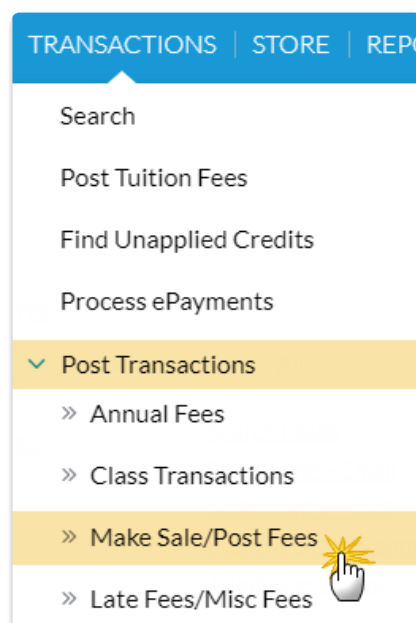 TRANSACTIONS | STORE | REPO
Search
Post Tuition Fees
Find Unapplied Credits
Process ePayments
Post Transactions
» Annual Fees
» Class Transactions
» Make Sale/Post Fees
» Late Fees/Misc Fees